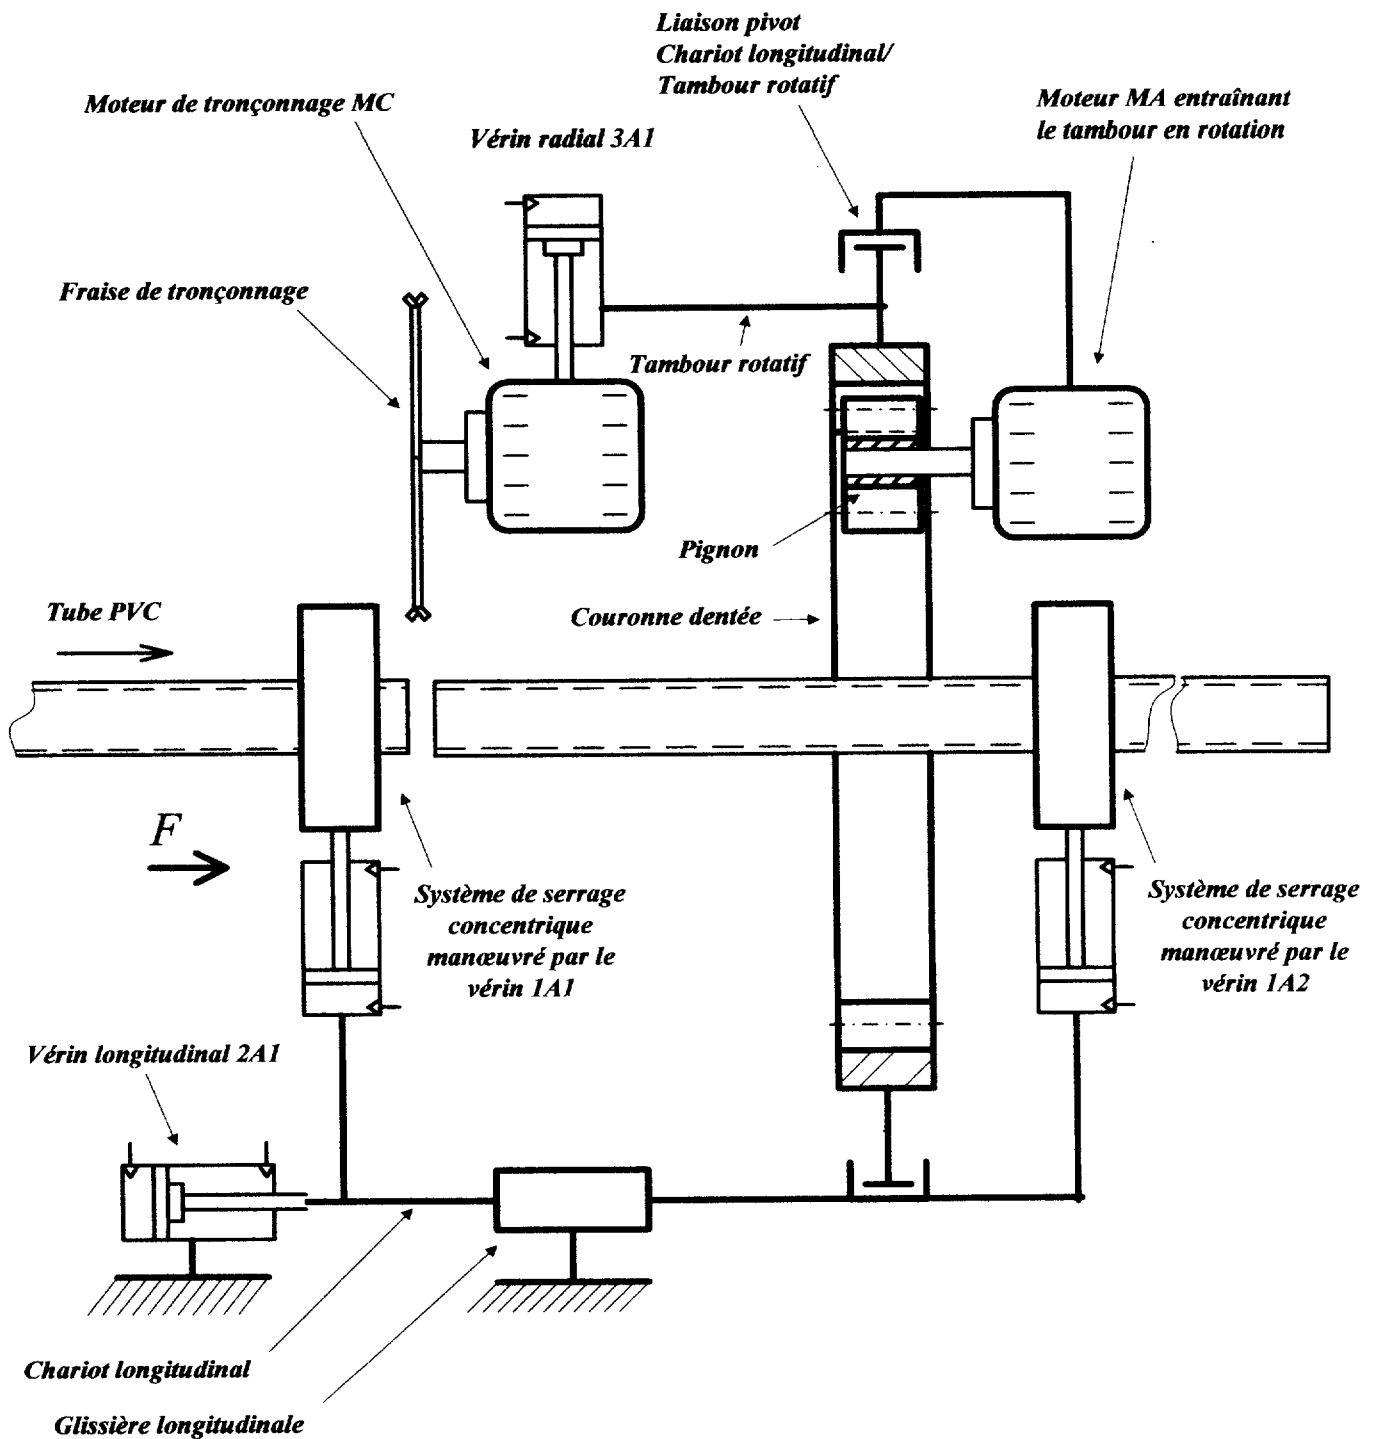 Liaison pivot
Chariot longitudinal/
Tambour rotatif
Moteur de tronçonnage MC
Moteur MA entraînant
le tambour en rotation
Vérin radial 3A1
Fraise de tronçonnage
Tambour rotatif
Pignon
Tube PVC
Couronne dentée
F
Système de serrage
concentrique
manœuvré par le
vérin 1A1
Système de serrage
concentrique
manœuvré par le
vérin 1A2
Vérin longitudinal 2A1
Chariot longitudinal
Glissière longitudinale